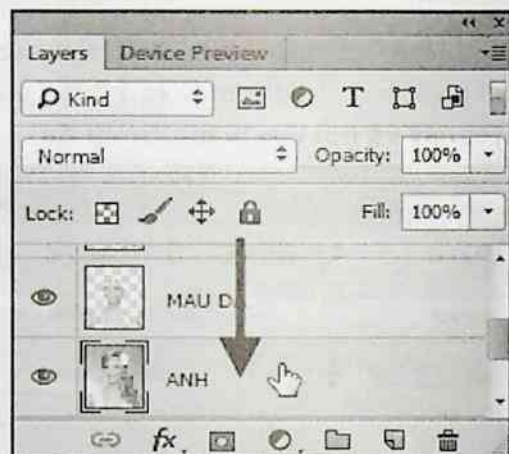 Layers Device Preview
Kind T
Normal Opacity: 100%
Lock: Fill: 100%
MAU D
ANH
fx